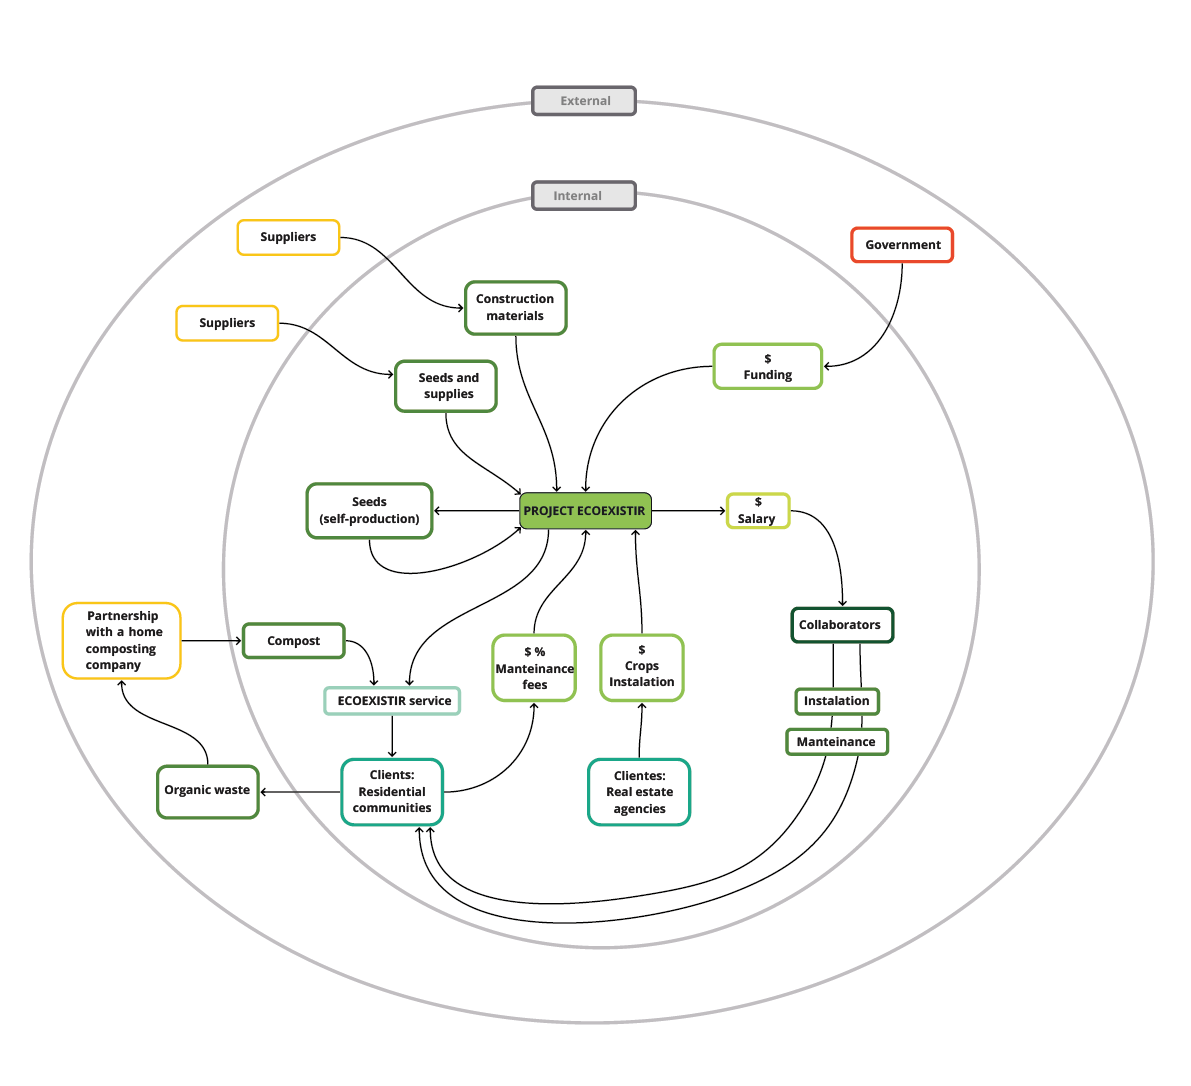 External
Internal
Suppliers
Government
Construction
materials
Suppliers
$
Funding
Seeds and
supplies
Seeds
(self-production)
PROJECT ECOEXISTIR
$
Salary
Partnership
with a home
composting
company
Compost
$ %
Manteinance
fees
$
Crops
Instalation
Collaborators
ECOEXISTIR service
Instalation
Manteinance
Organic waste
Clients:
Residential
communities
Clientes:
Real estate
agencies